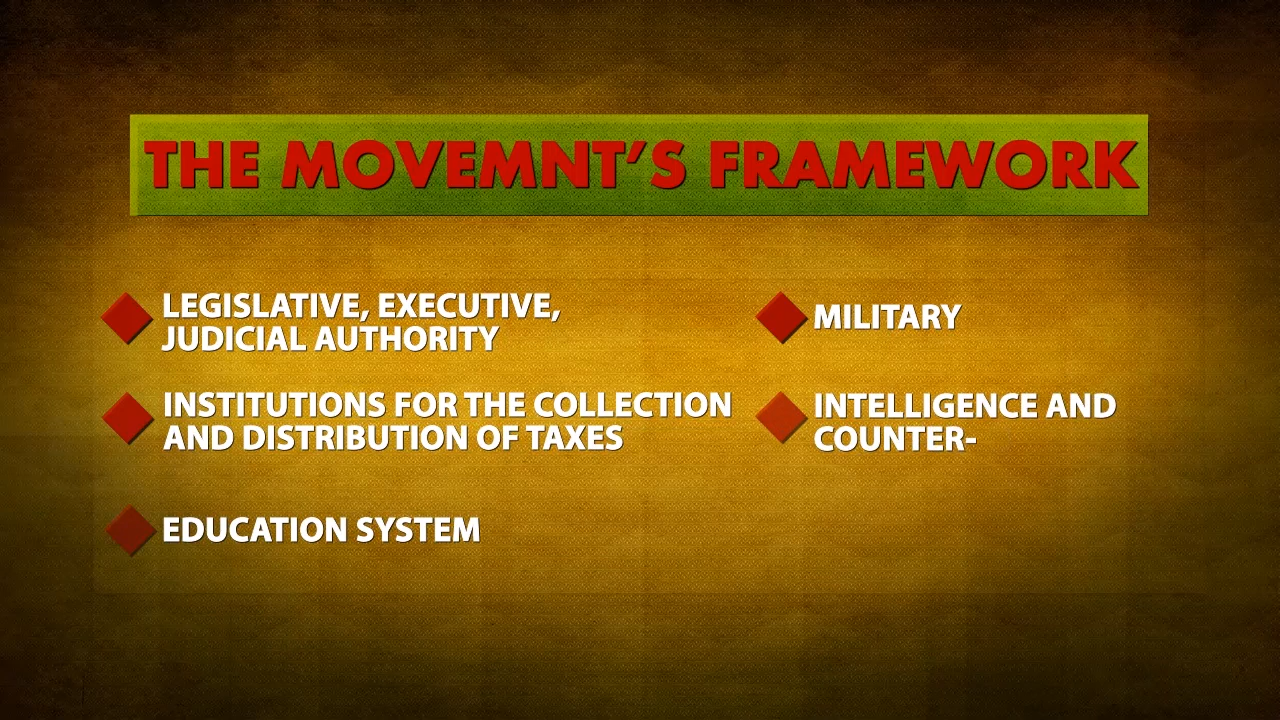 THE MOVEMNT'S FRAMEWORK
LEGISLATIVE, EXECUTIVE,
JUDICIAL AUTHORITY
INSTITUTIONS FOR THE COLLECTION
AND DISTRIBUTION OF TAXES
EDUCATION SYSTEM
MILITARY
INTELLIGENCE AND
COUNTER-